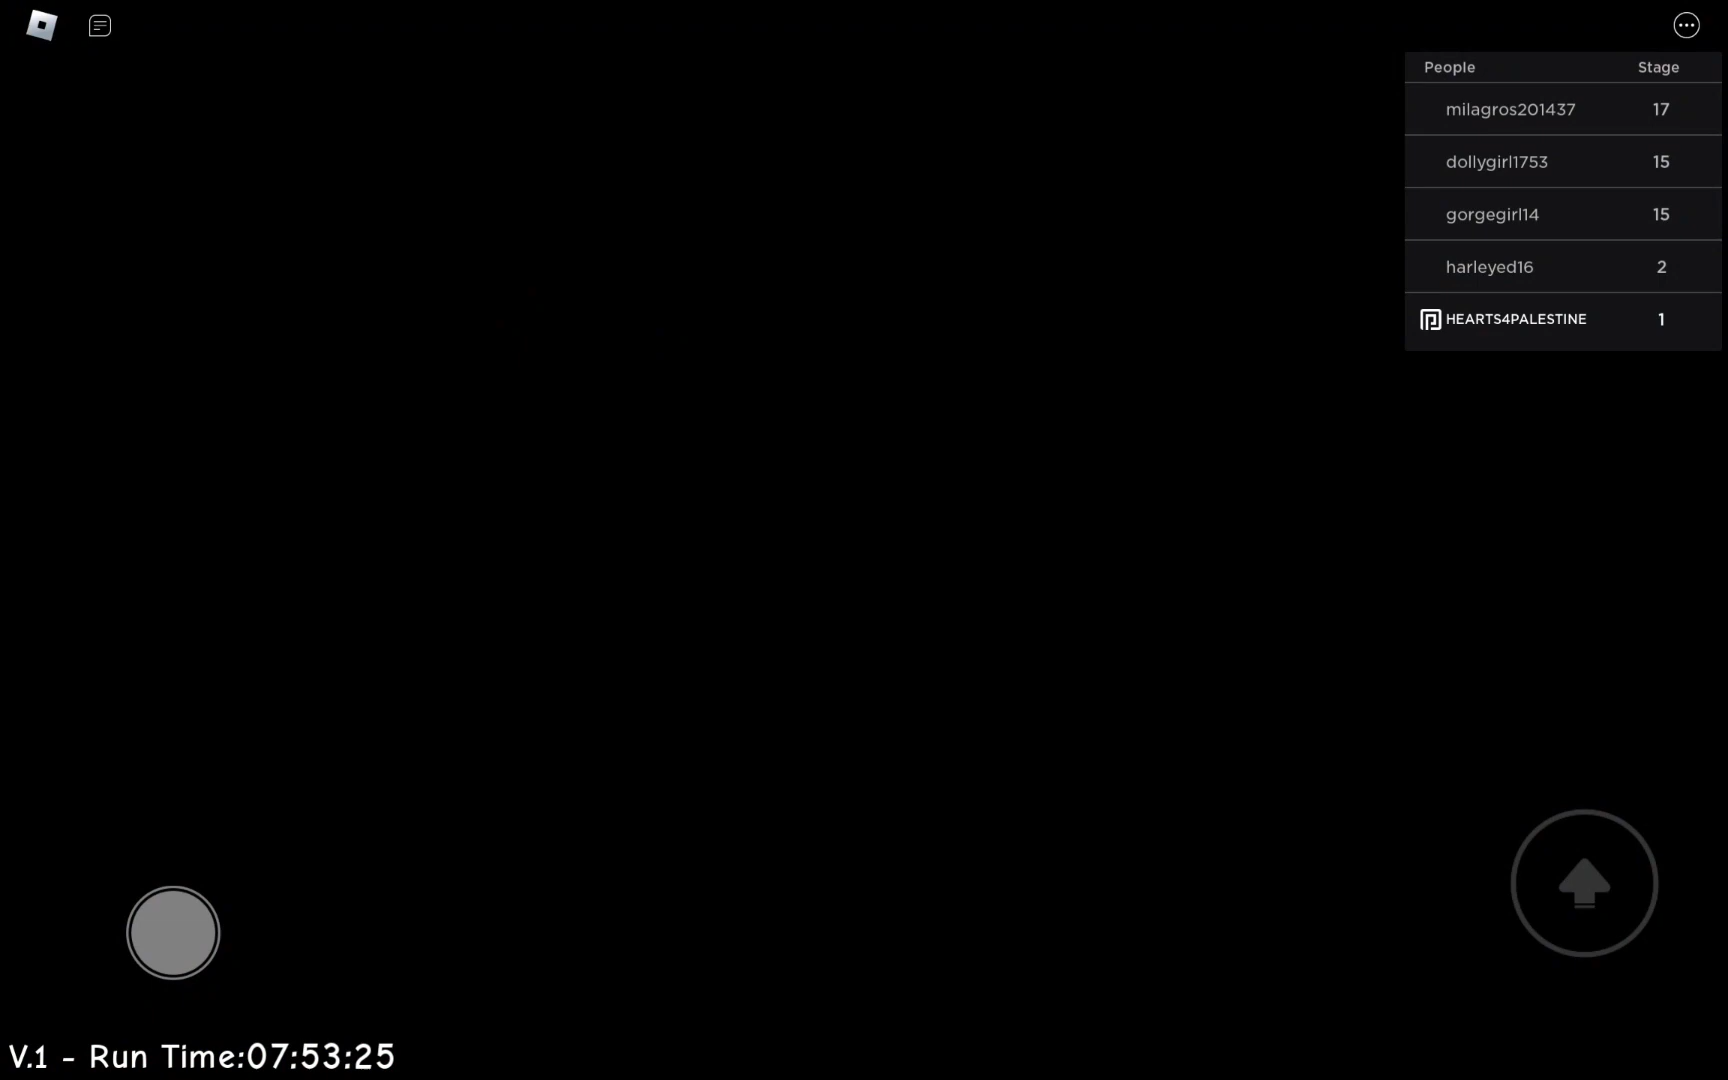 People Stage
milagros201437 17
dollygirl1753 15
gorgegirl14 15
harleyed16 2
HEARTS4PALESTINE 1
V.1 - Run Time:07:53:25